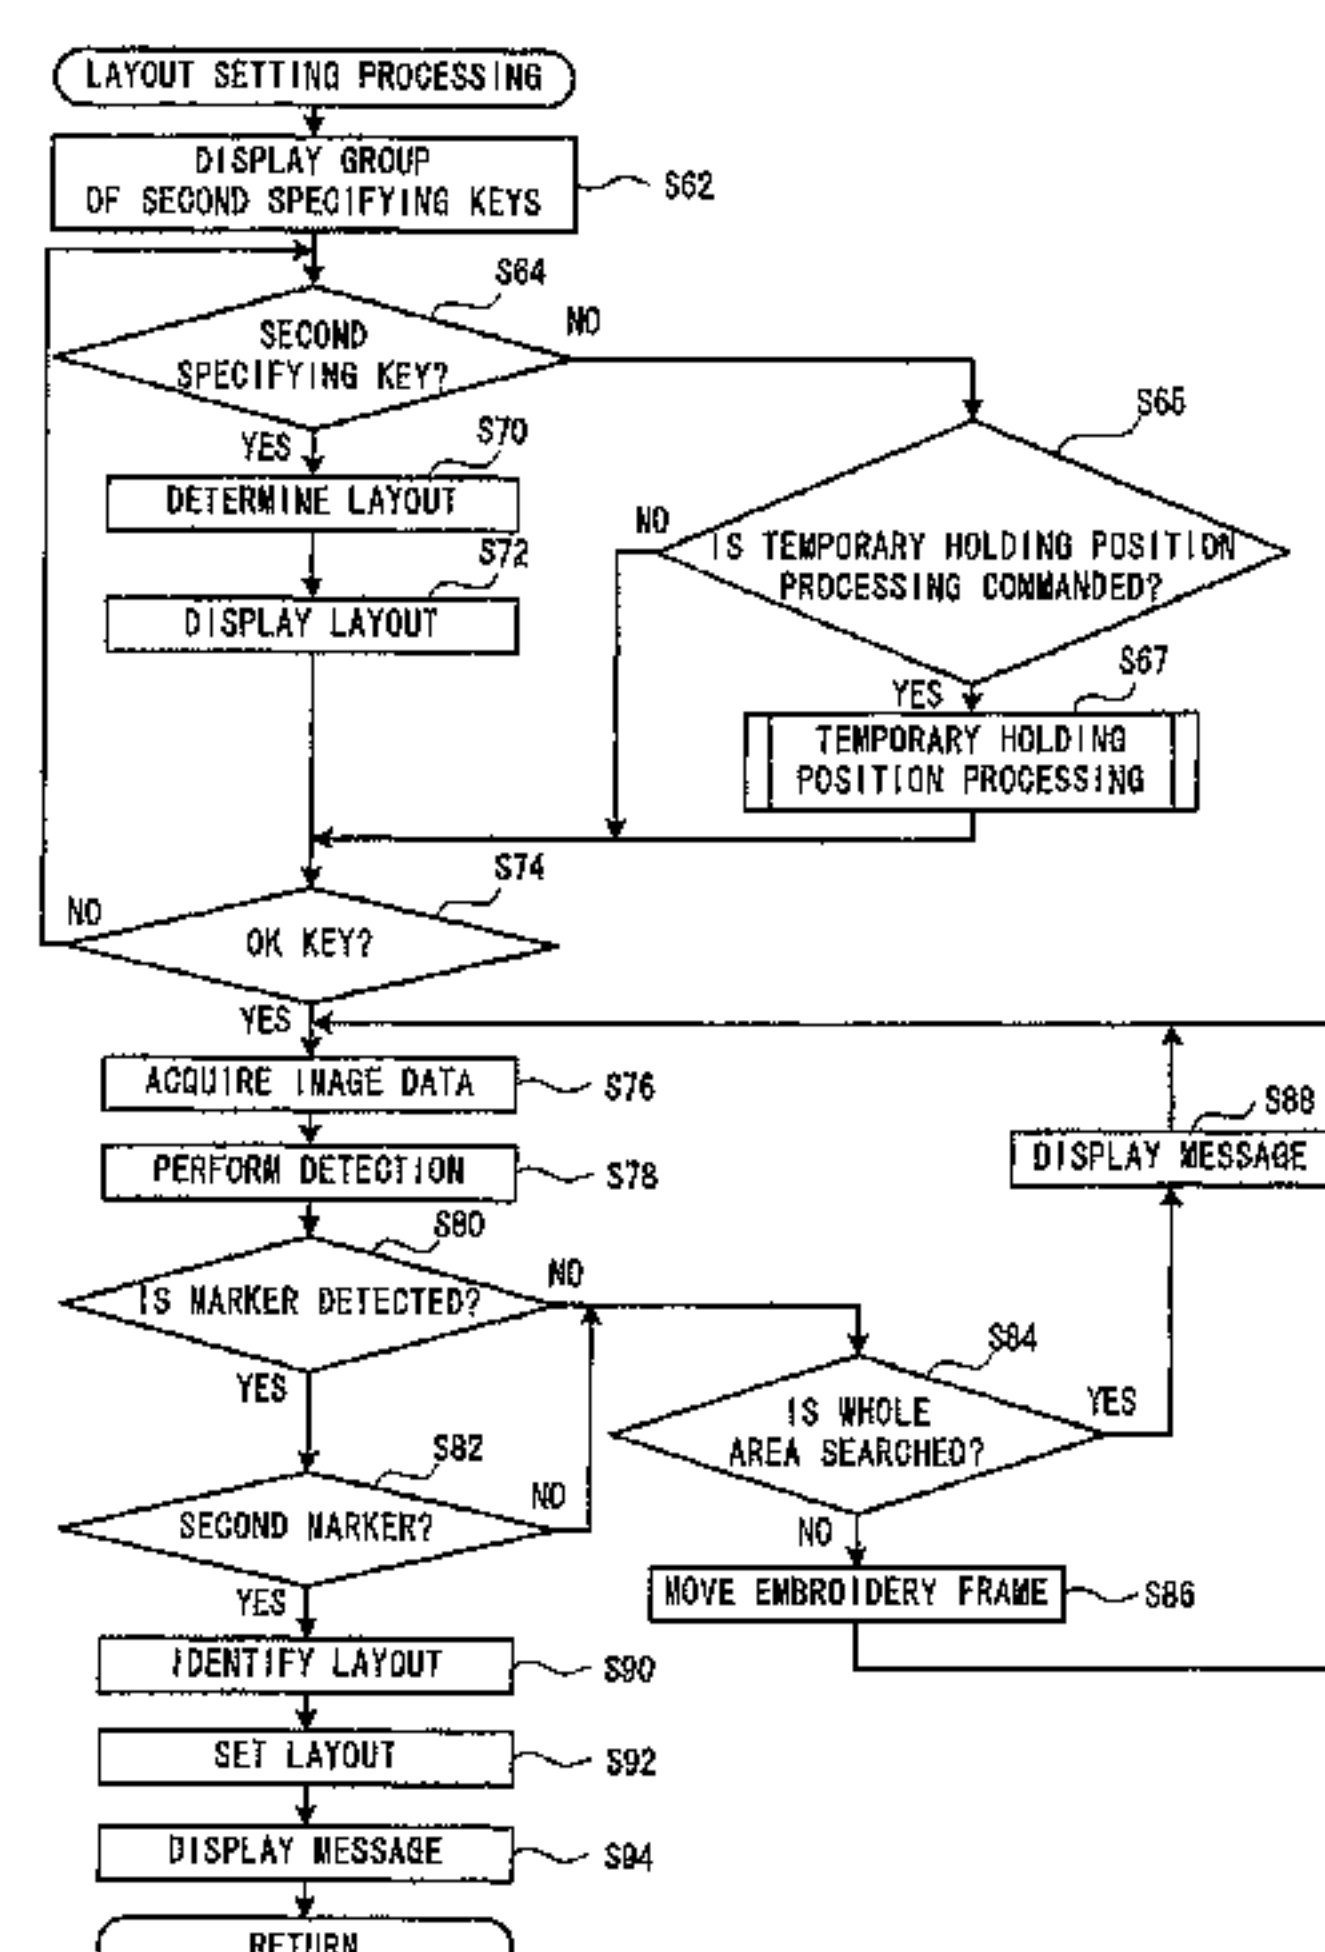 LAYOUT SETTING PROCESSING
DISPLAY GROUP
OF SECOND SPECIFYING KEYS
S62
S64
SECOND
SPECIFYING KEY?
NO
YES
S70
DETERMINE LAYOUT
S72
DISPLAY LAYOUT
S65
NO
IS TEMPORARY HOLDING POSITION
PROCESSING COMMANDED?
YES
S67
TEMPORARY HOLDING
POSITION PROCESSING
S74
NO
OK KEY?
YES
ACQUIRE IMAGE DATA
S76
PERFORM DETECTION
S78
S80
IS MARKER DETECTED?
NO
YES
S82
SECOND MARKER?
NO
YES
S84
IS WHOLE
AREA SEARCHED?
YES
NO
S88
DISPLAY MESSAGE
MOVE EMBROIDERY FRAME
S86
IDENTIFY LAYOUT
S90
SET LAYOUT
S92
DISPLAY MESSAGE
S94
RETURN